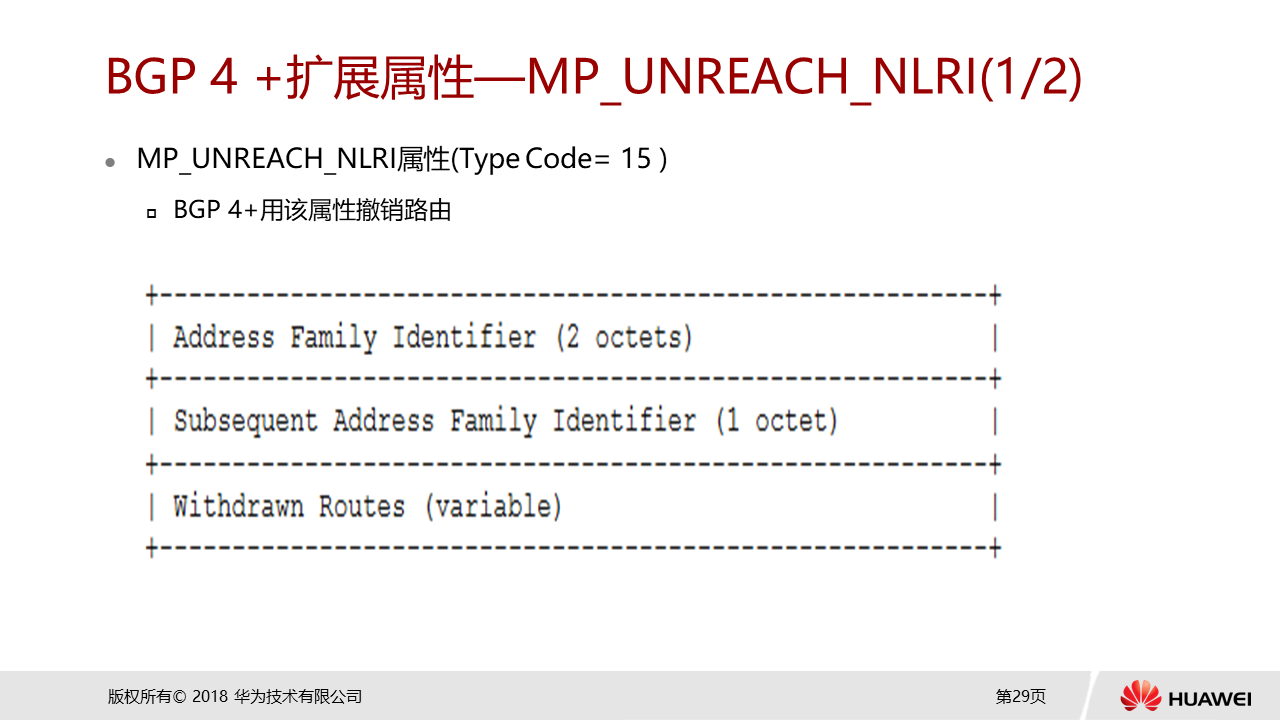 BGP 4 +扩展属性—MP_UNREACH_NLRI(1/2)
MP_UNREACH_NLRI属性(Type Code= 15 )
BGP 4+用该属性撤销路由
+---------------------------------------------------------+
| Address Family Identifier (2 octets) |
+---------------------------------------------------------+
| Subsequent Address Family Identifier (1 octet) |
+---------------------------------------------------------+
| Withdrawn Routes (variable) |
+---------------------------------------------------------+
版权所有© 2018 华为技术有限公司
第29页
HUAWEI